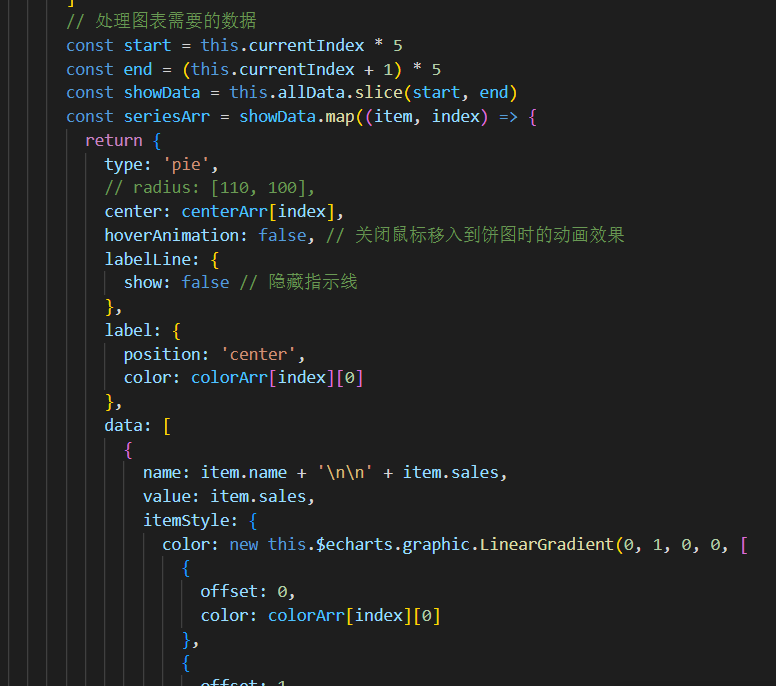 ]
// 处理图表需要的数据
const start = this.currentIndex * 5
const end = (this.currentIndex + 1) * 5
const showData = this.allData.slice(start, end)
const seriesArr = showData.map((item, index) => {
return {
type: 'pie',
// radius: [110, 100],
center: centerArr[index],
hoverAnimation: false, // 关闭鼠标移入到饼图时的动画效果
labelLine: {
show: false // 隐藏指示线
},
label: {
position: 'center',
color: colorArr[index][0]
},
data: [
{
name: item.name + '\n\n' + item.sales,
value: item.sales,
itemStyle: {
color: new this.$echarts.graphic.LinearGradient(0, 1, 0, 0, [
{
offset: 0,
color: colorArr[index][0]
},
{
offset: 1